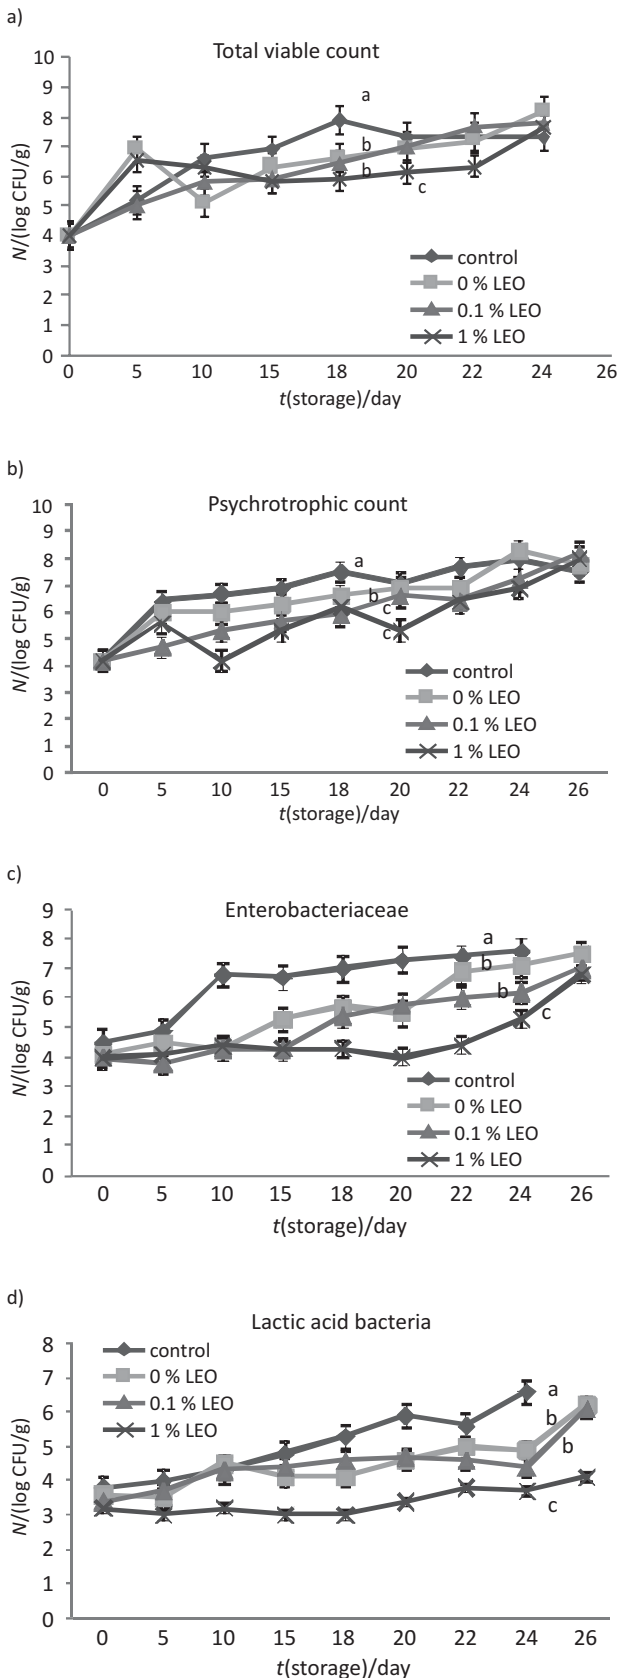 a)
Total viable count
10
9
8
7
6
5
4
3
2
1
0
N/(log CFU/g)
a
b
b
c
control
0 % LEO
0.1 % LEO
1 % LEO
0 5 10 15 18 20 22 24 26
t(storage)/day
b)
Psychrotrophic count
10
9
8
7
6
5
4
3
2
1
0
N/(log CFU/g)
a
b
c
c
control
0 % LEO
0.1 % LEO
1 % LEO
0 5 10 15 18 20 22 24 26
t(storage)/day
c)
Enterobacteriaceae
9
8
7
6
5
4
3
2
1
0
N/(log CFU/g)
a
b
b
c
control
0 % LEO
0.1 % LEO
1 % LEO
0 5 10 15 18 20 22 24 26
t(storage)/day
d)
Lactic acid bacteria
8
7
6
5
4
3
2
1
0
N/(log CFU/g)
control
0 % LEO
0.1 % LEO
1 % LEO
a
b
b
c
0 5 10 15 18 20 22 24 26
t(storage)/day